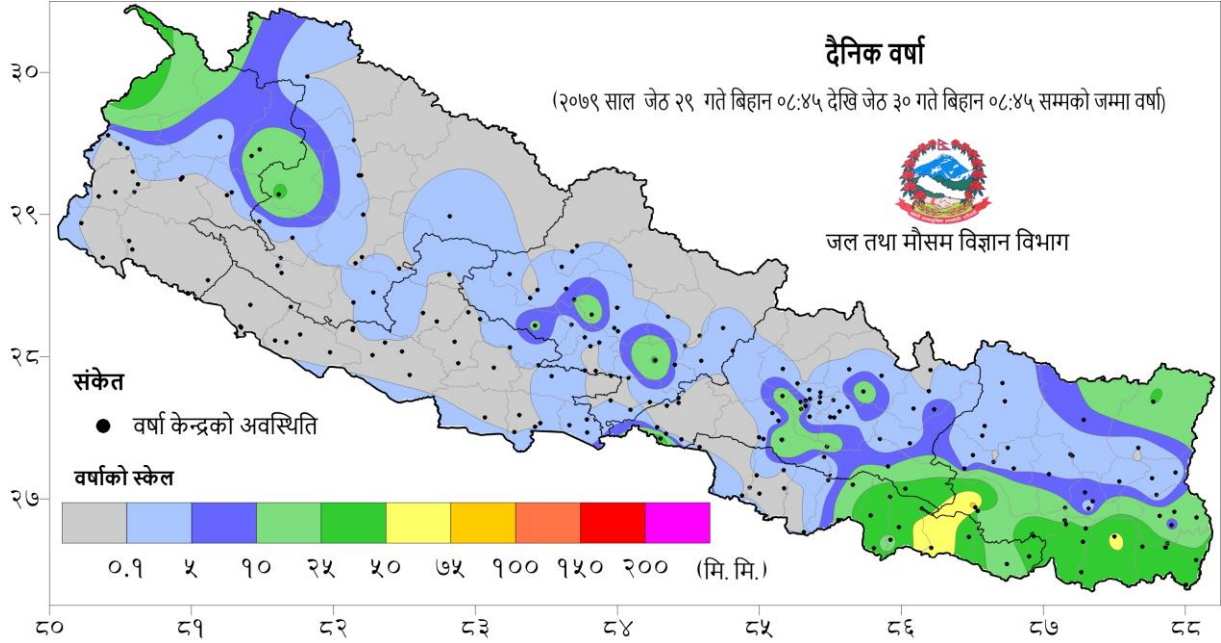 दैनिक वर्षा
(२०७९ साल जेठ २९ गते बिहान ०८:४५ देखि जेठ ३० गते बिहान ०८:४५ सम्मको जम्मा वर्षा)
जल तथा मौसम विज्ञान विभाग
३०
२९
२८
२७
संकेत
वर्षा केन्द्रको अवस्थिति
वर्षाको स्केल
०.१ ५ १० २५ ५० ७५ १०० १५० २०० (मि. मि.)
८० ८१ ८२ ८३ ८४ ८५ ८६ ८७ ८८